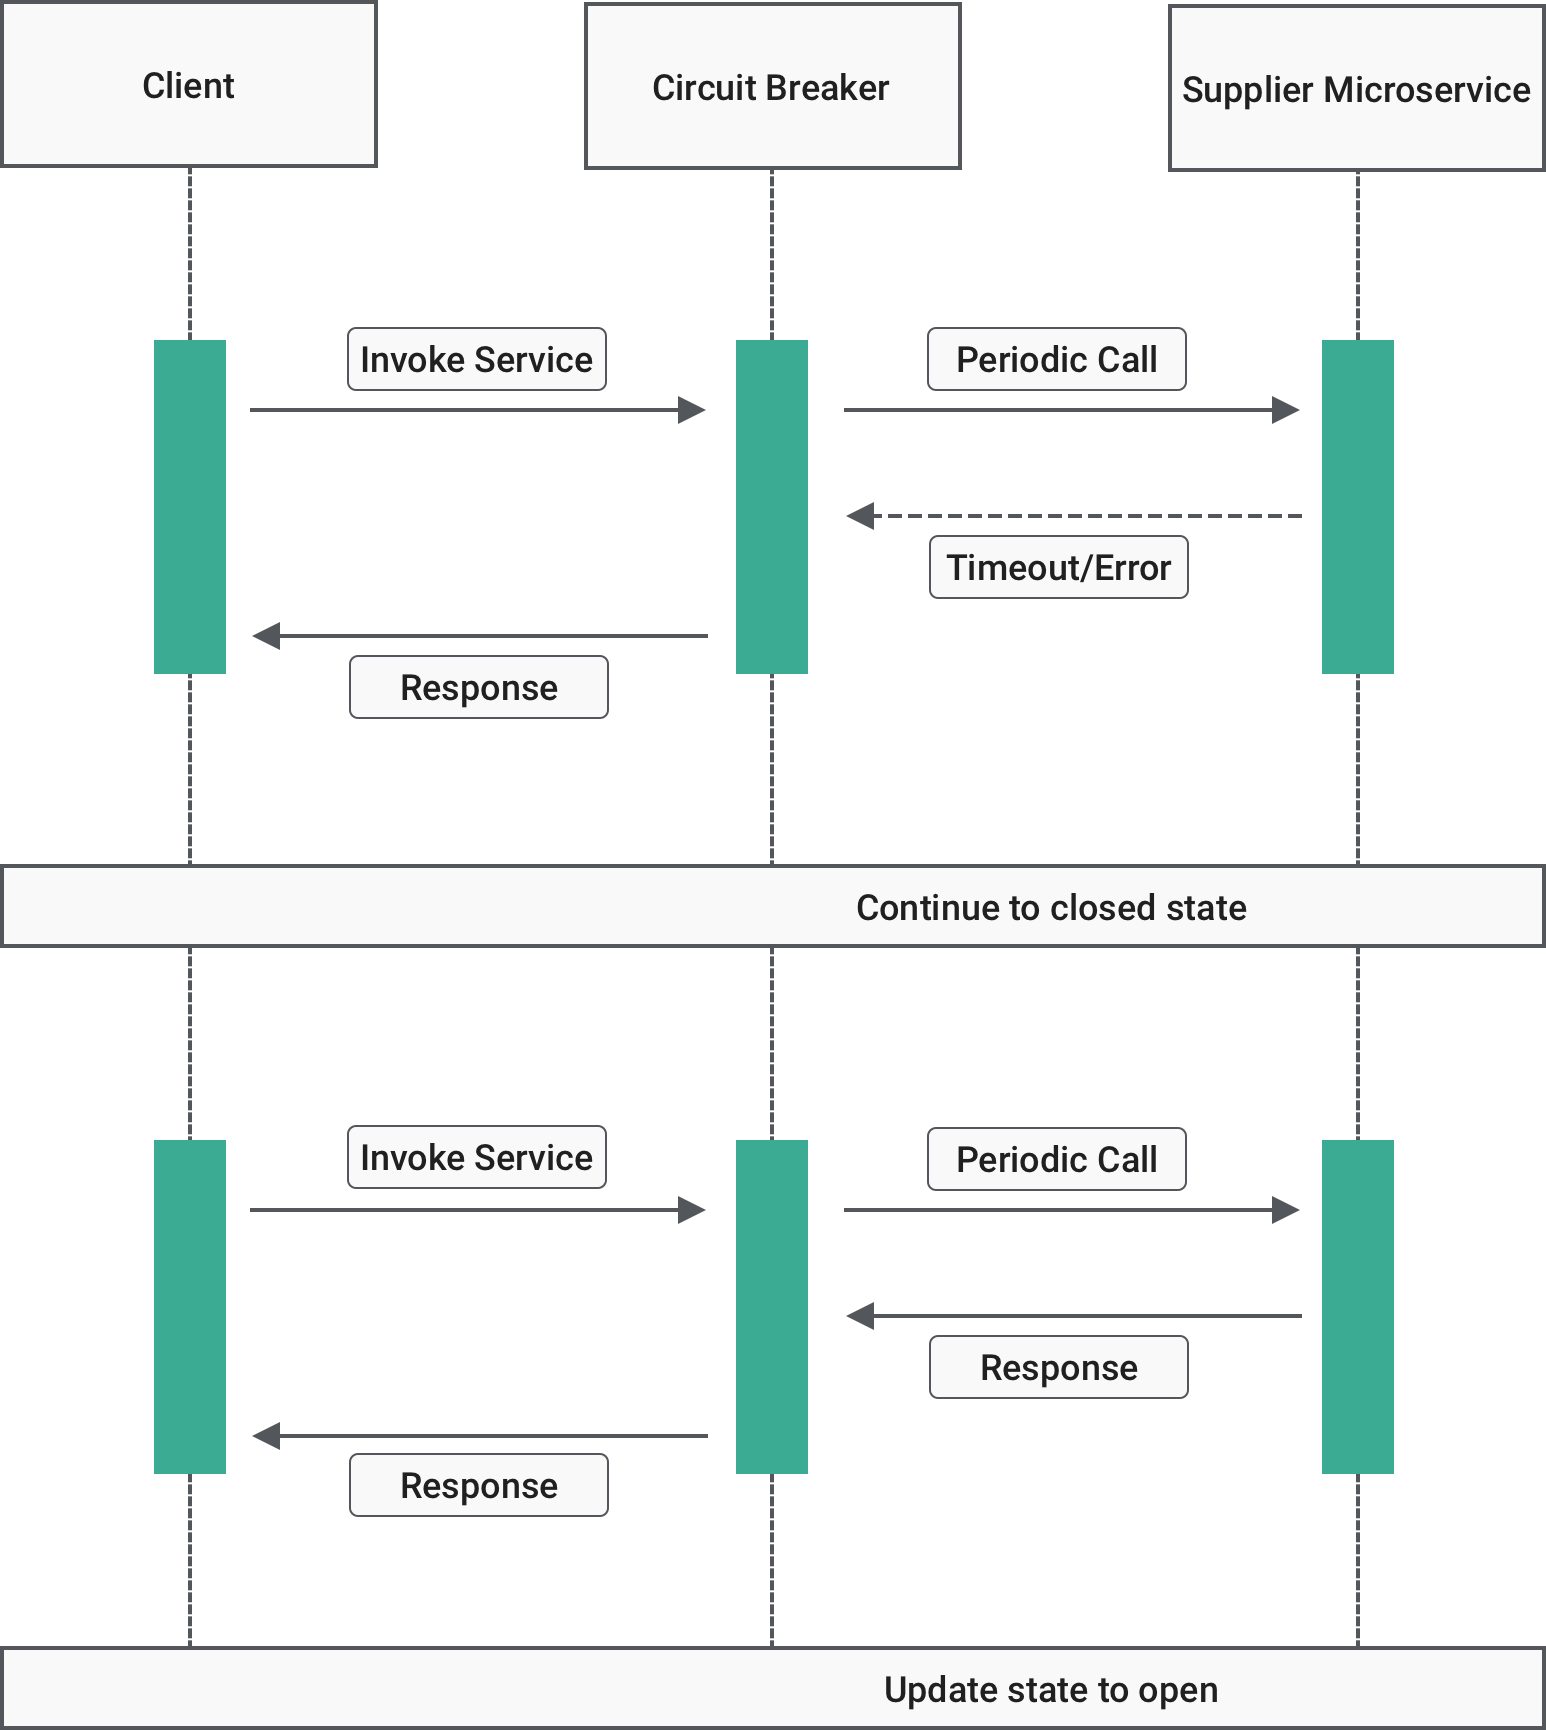 Client
Circuit Breaker
Supplier Microservice
Invoke Service
Periodic Call
Timeout/Error
Response
Continue to closed state
Invoke Service
Periodic Call
Response
Response
Update state to open